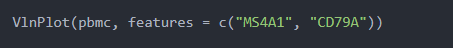 VlnPlot(pbmc, features = c("MS4A1", "CD79A"))